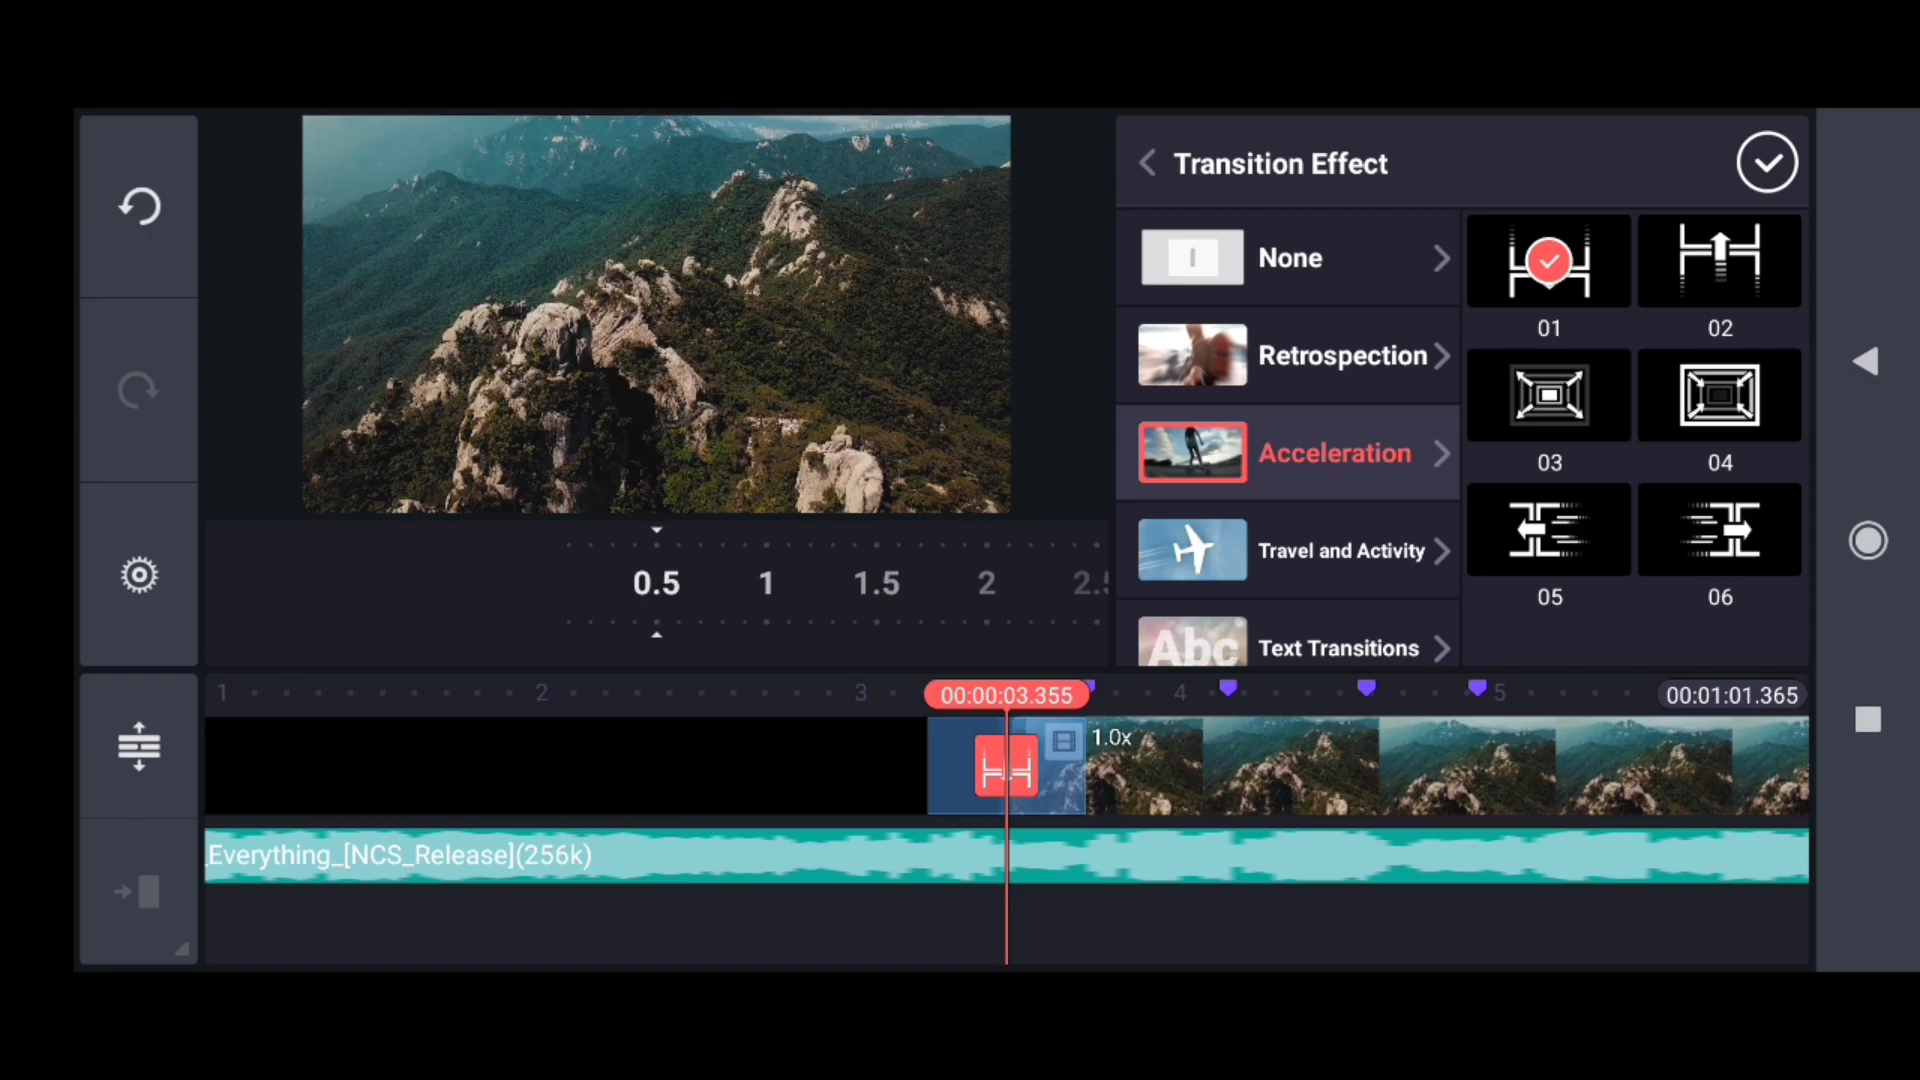 Transition Effect
None
Retrospection
Acceleration
Travel and Activity
Abc
Text Transitions
01
02
03
04
05
06
0.5
1
1.5
2
1
2
3
00:00:03.355
4
5
00:01:01.365
1.0x
_Everything_[NCS_Release](256k)